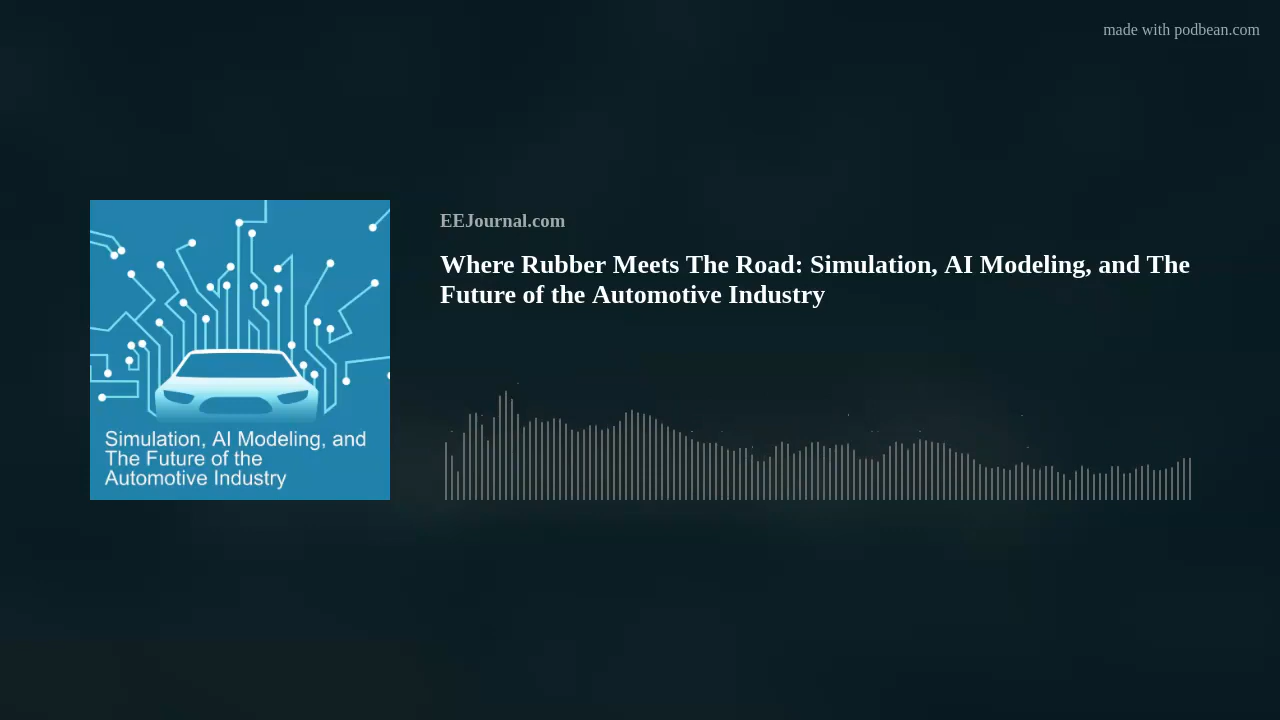 made with podbean.com
EEJournal.com
Where Rubber Meets The Road: Simulation, AI Modeling, and The
Future of the Automotive Industry
Simulation, AI Modeling, and
The Future of the
Automotive Industry